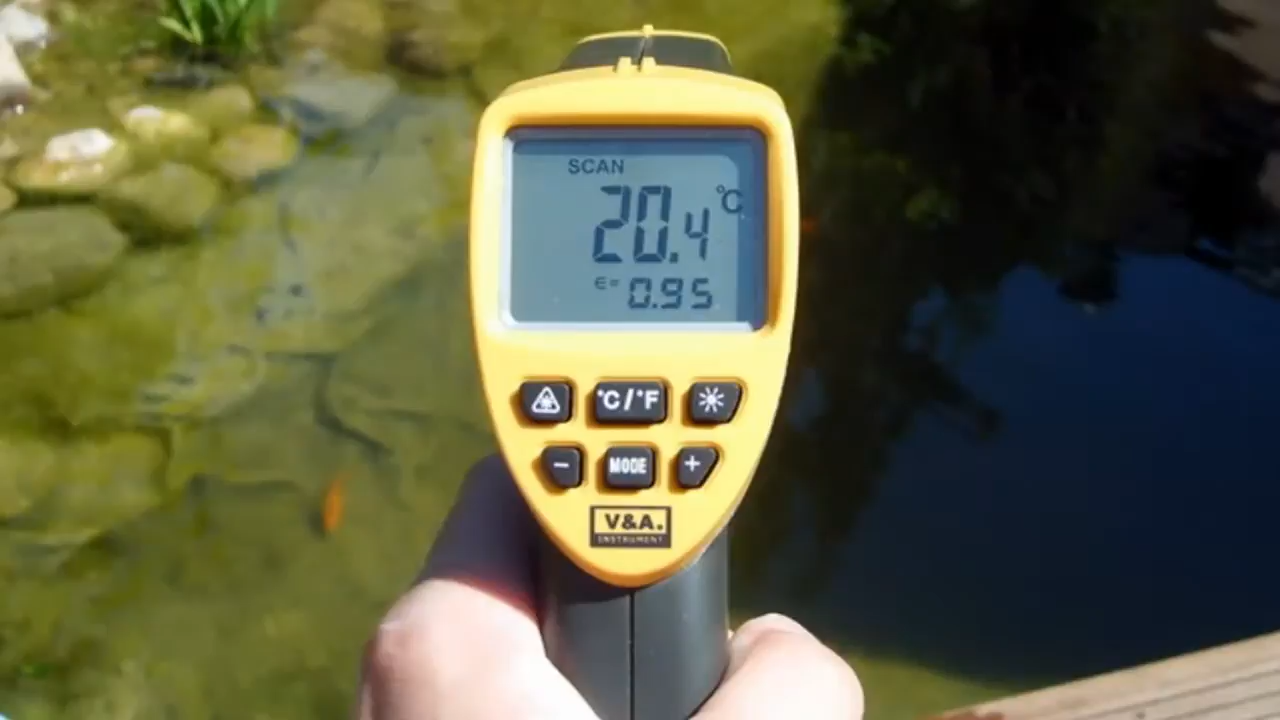 SCAN
20.4 °C
ϵ= 0.95
°C/°F
− MODE +
V&A.
INSTRUMENT